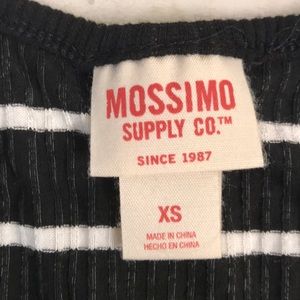 MOSSIMO
SUPPLY CO.™
SINCE 1987
XS
MADE IN CHINA
HECHO EN CHINA